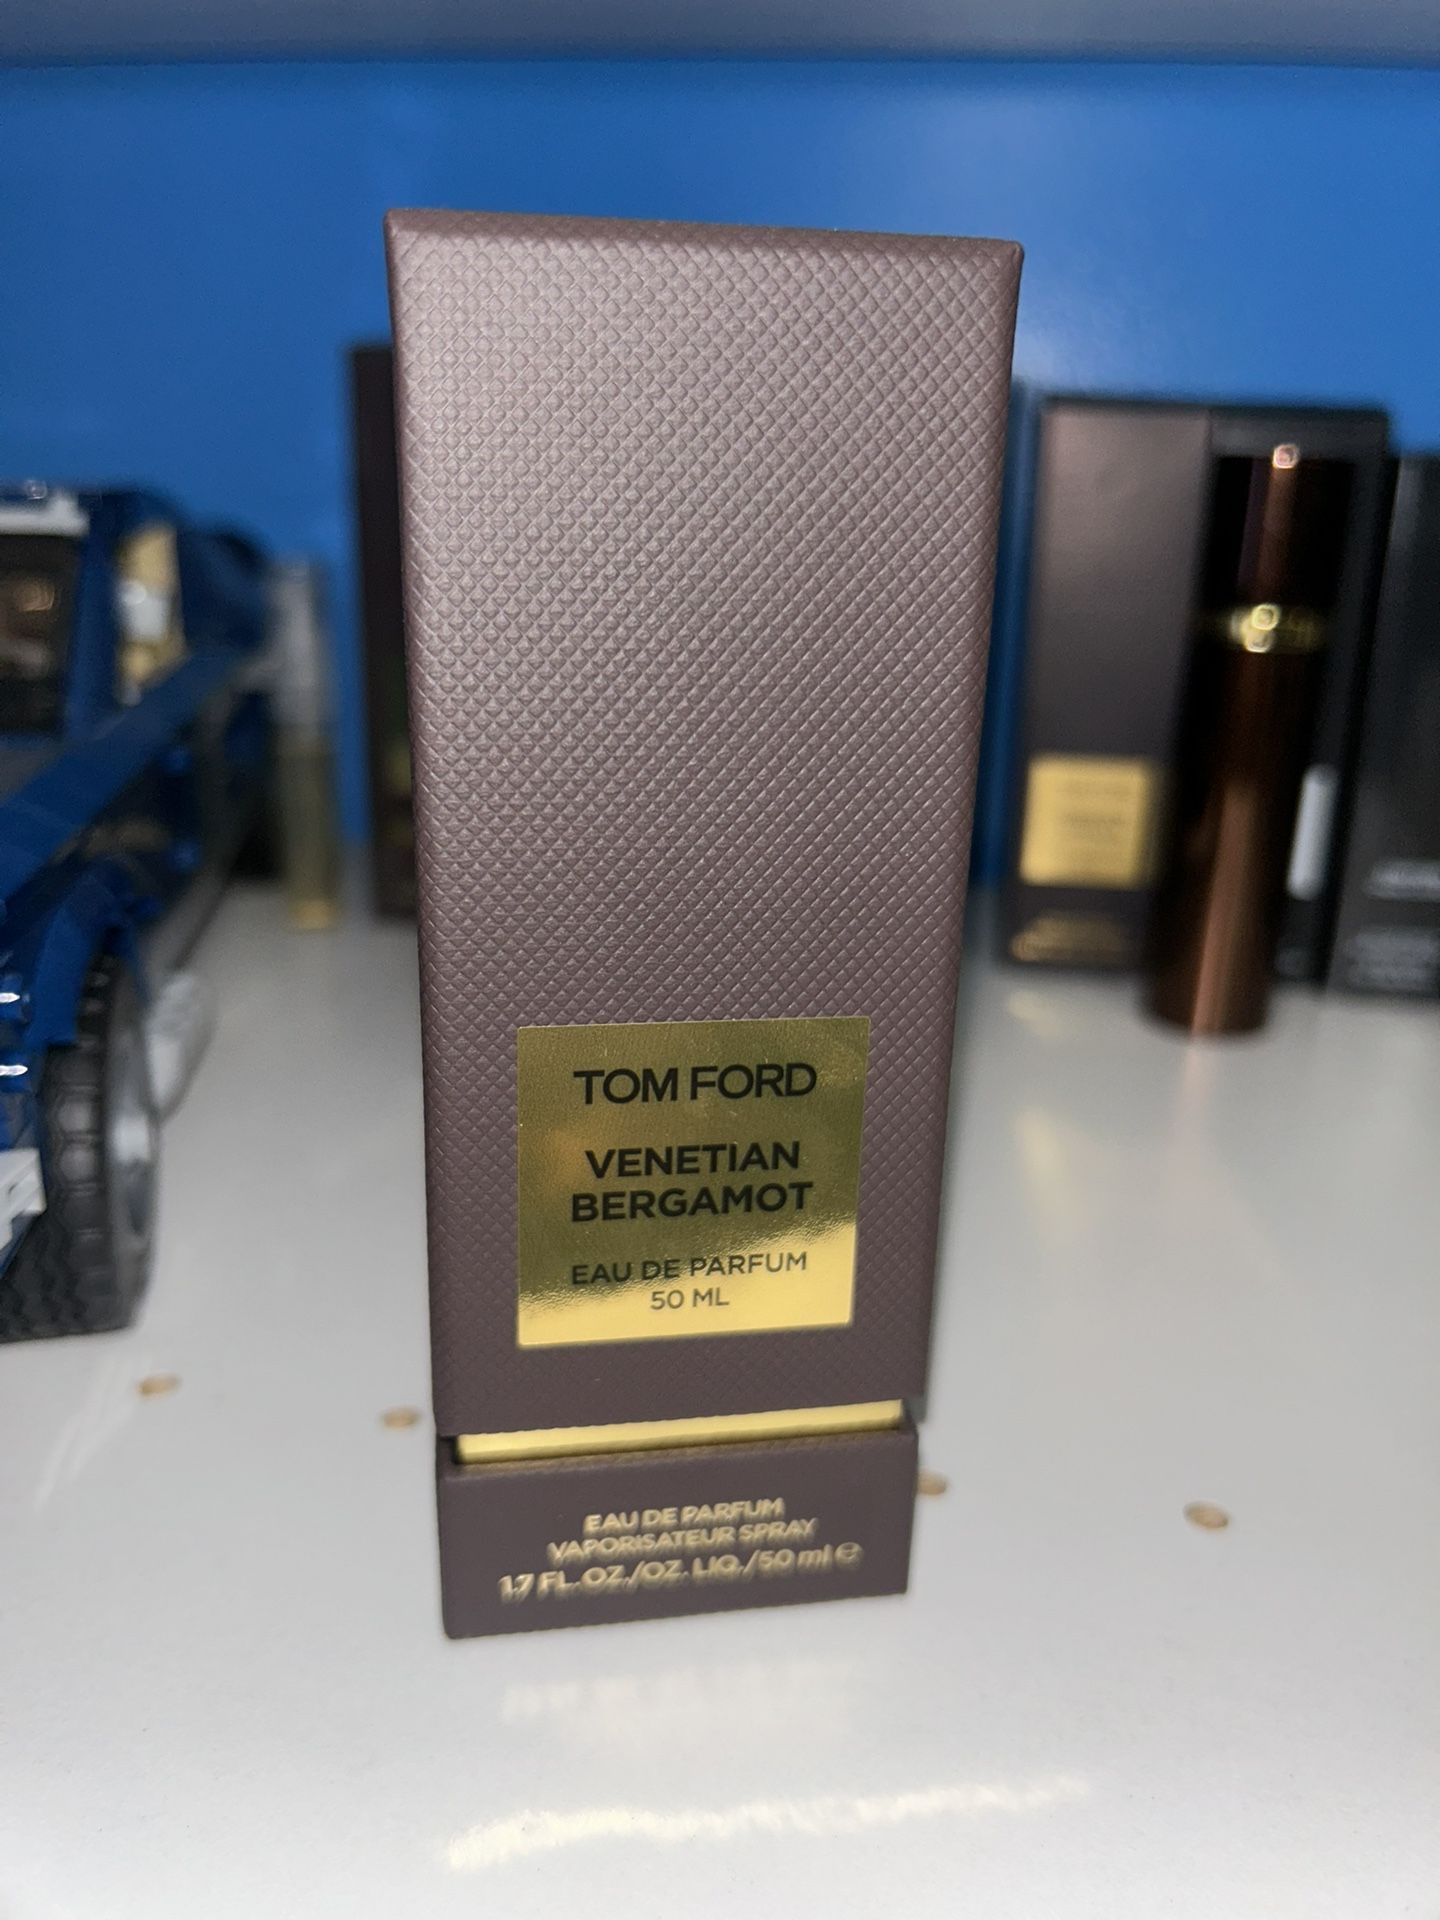 TOM FORD
VENETIAN
BERGAMOT
EAU DE PARFUM
50 ML
EAU DE PARFUM
VAPORISATEUR SPRAY
1.7 FL.OZ./OZ. LIQ./50 ml ℮